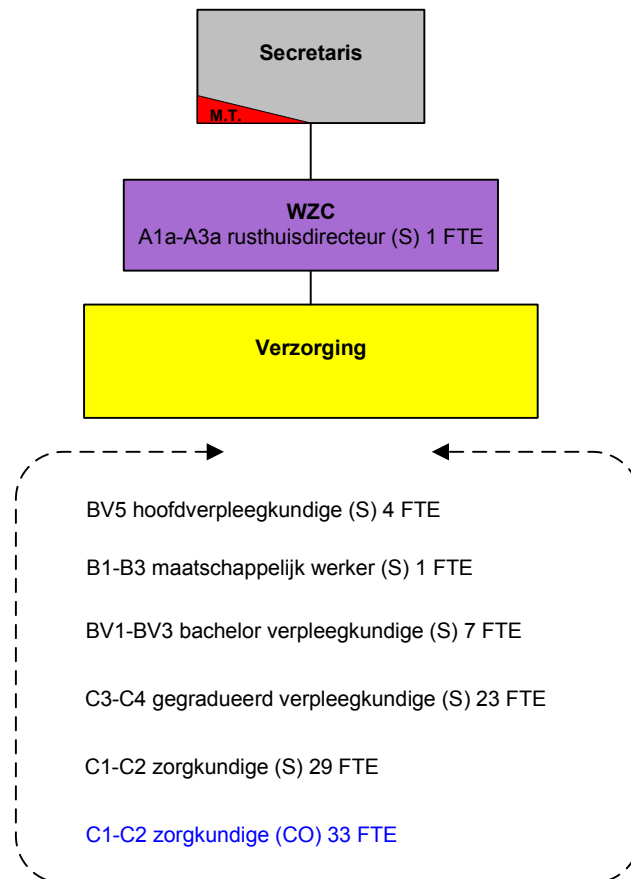 Secretaris
M.T.
WZC
A1a-A3a rusthuisdirecteur (S) 1 FTE
Verzorging
BV5 hoofdverpleegkundige (S) 4 FTE
B1-B3 maatschappelijk werker (S) 1 FTE
BV1-BV3 bachelor verpleegkundige (S) 7 FTE
C3-C4 gegradueerd verpleegkundige (S) 23 FTE
C1-C2 zorgkundige (S) 29 FTE
C1-C2 zorgkundige (CO) 33 FTE